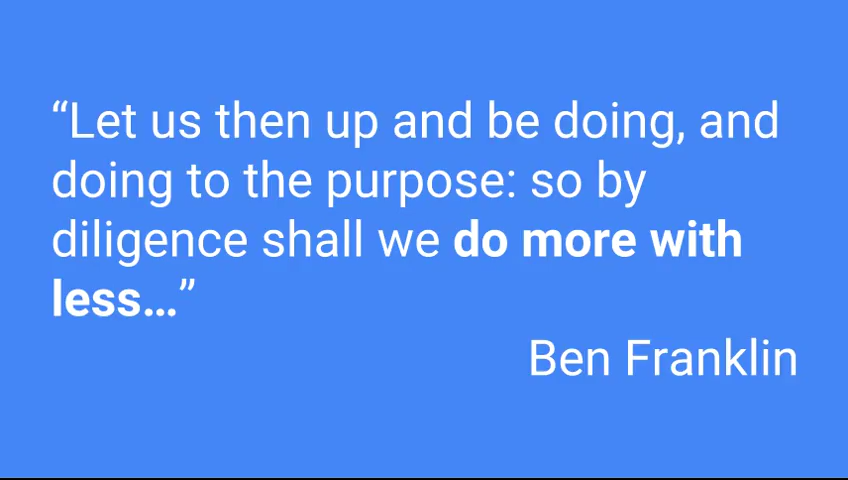 “Let us then up and be doing, and
doing to the purpose: so by
diligence shall we do more with
less…”
Ben Franklin